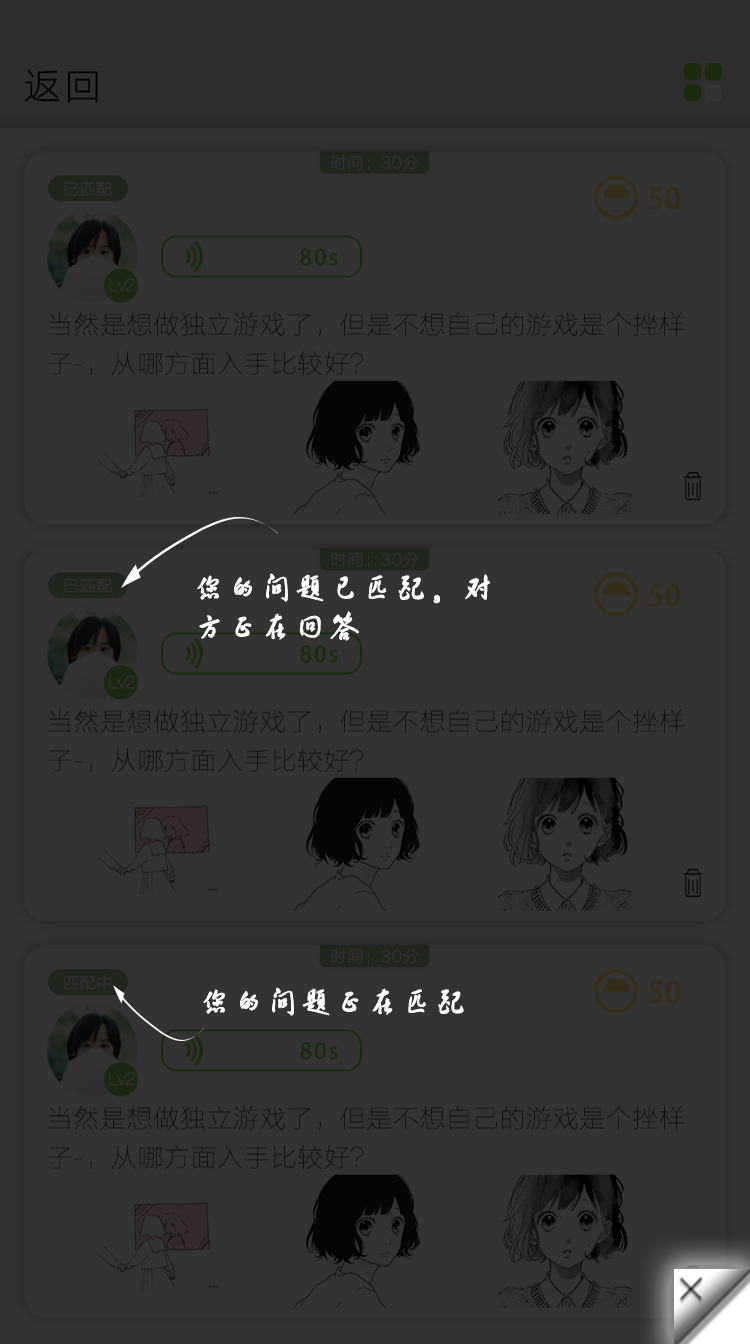 返回
时间：30分
已匹配
50
80s
Lv2
当然是想做独立游戏了，但是不想自己的游戏是个挫样
子-，从哪方面入手比较好？
时间：30分
已匹配
您的问题已匹配。对
50
方正在回答
80s
Lv2
当然是想做独立游戏了，但是不想自己的游戏是个挫样
子-，从哪方面入手比较好？
时间：30分
匹配中
您的问题正在匹配
50
80s
Lv2
当然是想做独立游戏了，但是不想自己的游戏是个挫样
子-，从哪方面入手比较好？